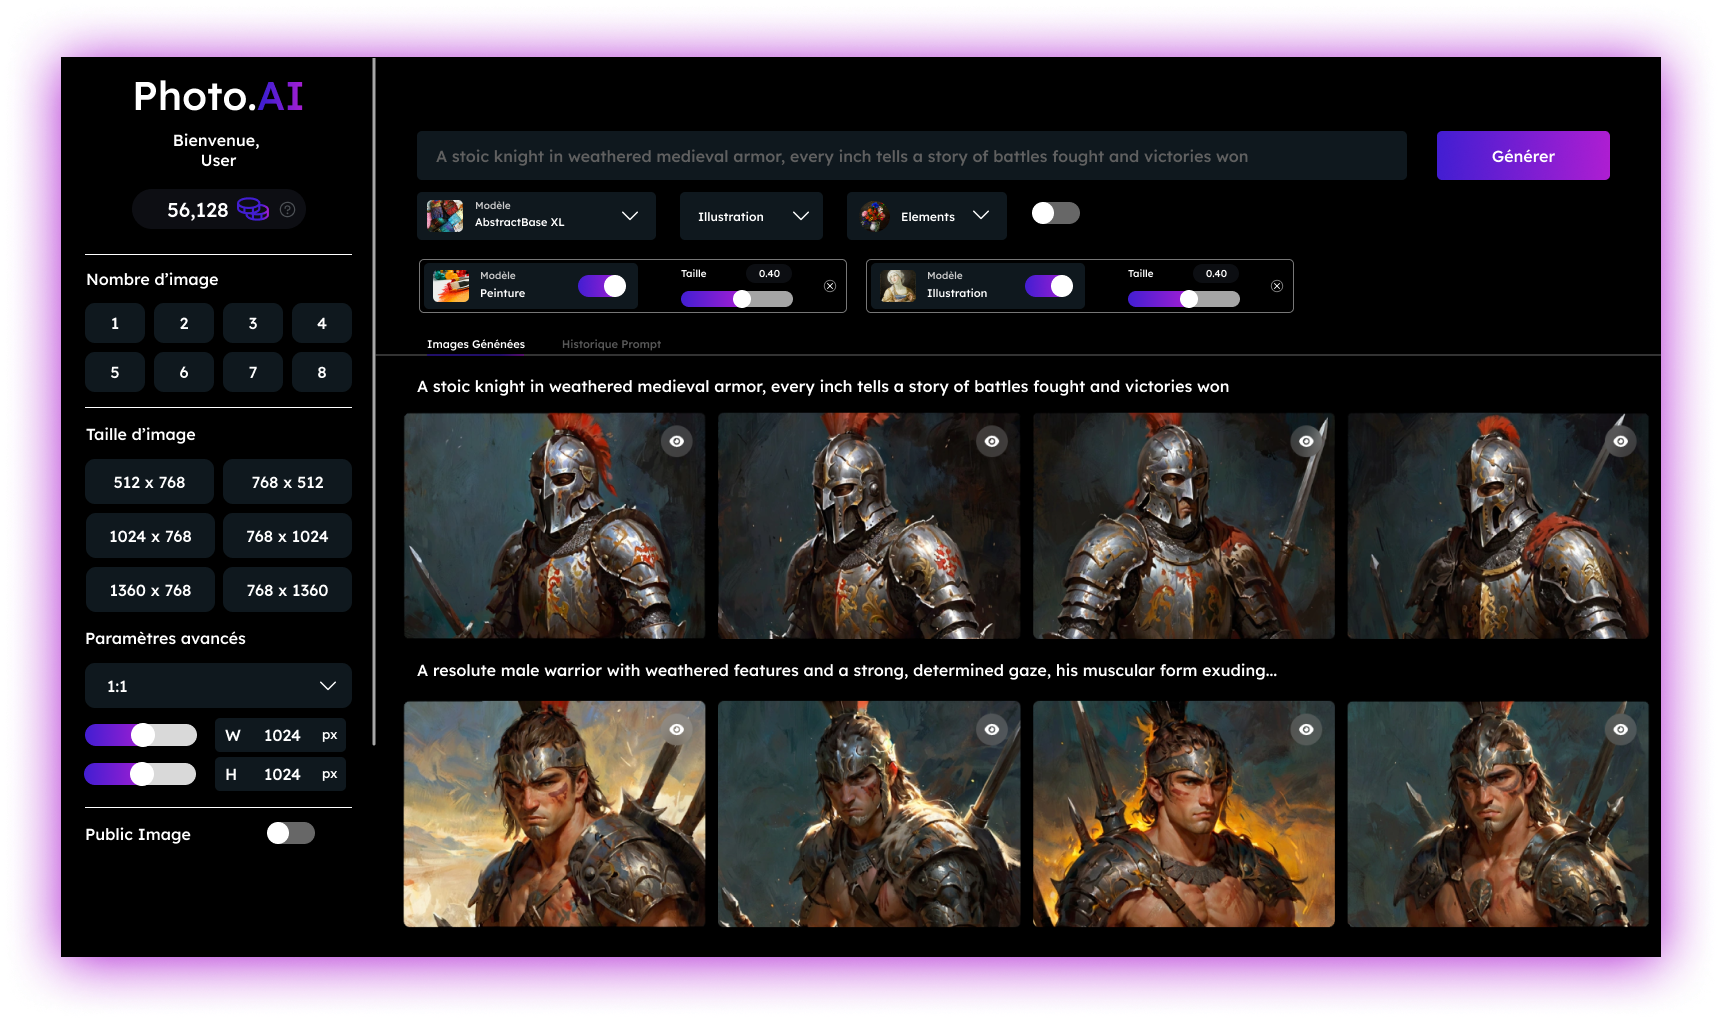 Photo.AI
Bienvenue,
User
56,128
Nombre d’image
1 2 3 4
5 6 7 8
Taille d’image
512 x 768 768 x 512
1024 x 768 768 x 1024
1360 x 768 768 x 1360
Paramètres avancés
1:1
W 1024 px
H 1024 px
Public Image
A stoic knight in weathered medieval armor, every inch tells a story of battles fought and victories won
Générer
Modèle
AbstractBase XL
Illustration
Elements
Modèle
Peinture
Taille 0.40
Modèle
Illustration
Taille 0.40
Images Génénées
Historique Prompt
A stoic knight in weathered medieval armor, every inch tells a story of battles fought and victories won
A resolute male warrior with weathered features and a strong, determined gaze, his muscular form exuding...